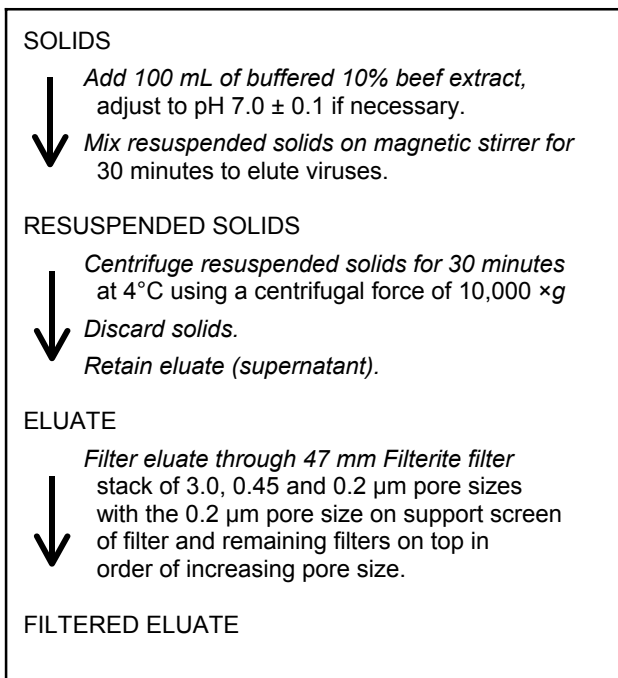 SOLIDS
Add 100 mL of buffered 10% beef extract,
adjust to pH 7.0 ± 0.1 if necessary.
Mix resuspended solids on magnetic stirrer for
30 minutes to elute viruses.
RESUSPENDED SOLIDS
Centrifuge resuspended solids for 30 minutes
at 4°C using a centrifugal force of 10,000 ×g
Discard solids.
Retain eluate (supernatant).
ELUATE
Filter eluate through 47 mm Filterite filter
stack of 3.0, 0.45 and 0.2 μm pore sizes
with the 0.2 μm pore size on support screen
of filter and remaining filters on top in
order of increasing pore size.
FILTERED ELUATE